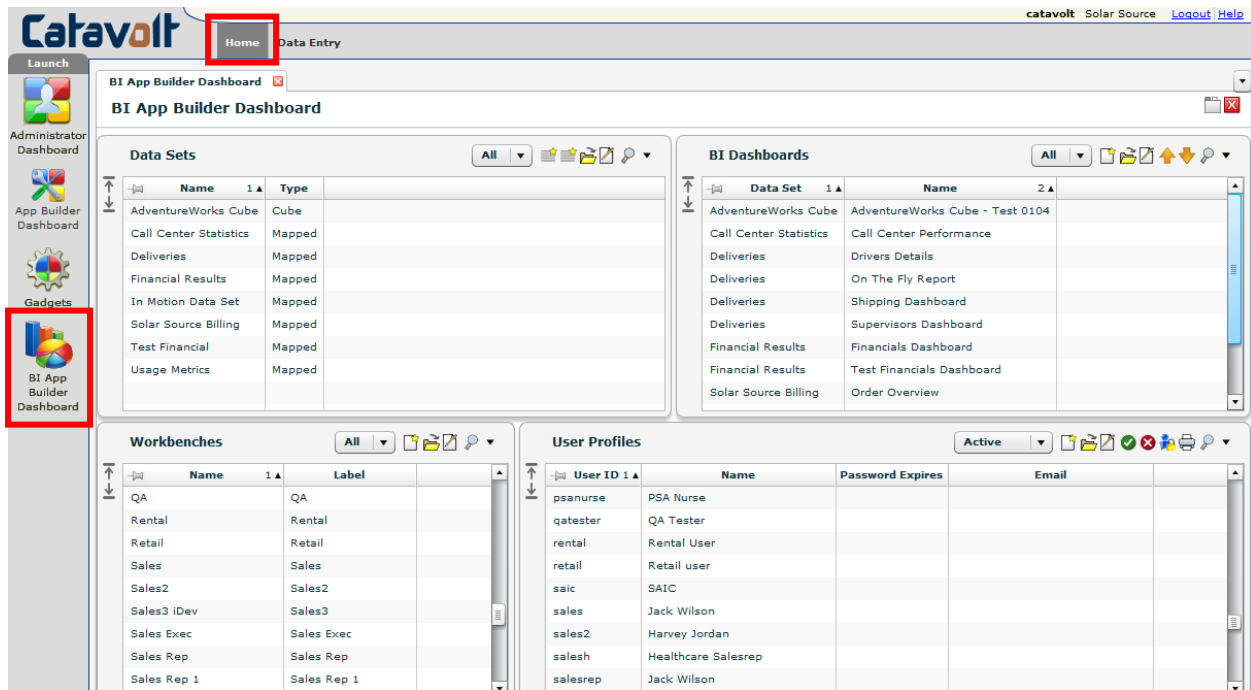 catavolt Solar Source Logout Help
Catavolt
Home Data Entry
Launch
Administrator
Dashboard
App Builder
Dashboard
Gadgets
BI App
Builder
Dashboard
BI App Builder Dashboard
BI App Builder Dashboard
Data Sets All
Name 1 Type
AdventureWorks Cube Cube
Call Center Statistics Mapped
Deliveries Mapped
Financial Results Mapped
In Motion Data Set Mapped
Solar Source Billing Mapped
Test Financial Mapped
Usage Metrics Mapped
BI Dashboards All
Data Set 1 Name 2
AdventureWorks Cube AdventureWorks Cube - Test 0104
Call Center Statistics Call Center Performance
Deliveries Drivers Details
Deliveries On The Fly Report
Deliveries Shipping Dashboard
Deliveries Supervisors Dashboard
Financial Results Financials Dashboard
Financial Results Test Financials Dashboard
Solar Source Billing Order Overview
Workbenches All
Name 1 Label
QA QA
Rental Rental
Retail Retail
Sales Sales
Sales2 Sales2
Sales3 iDev Sales3
Sales Exec Sales Exec
Sales Rep Sales Rep
Sales Rep 1 Sales Rep 1
User Profiles Active
User ID 1 Name Password Expires Email
psanurse PSA Nurse
qatester QA Tester
rental Rental User
retail Retail user
saic SAIC
sales Jack Wilson
sales2 Harvey Jordan
salesh Healthcare Salesrep
salesrep Jack Wilson